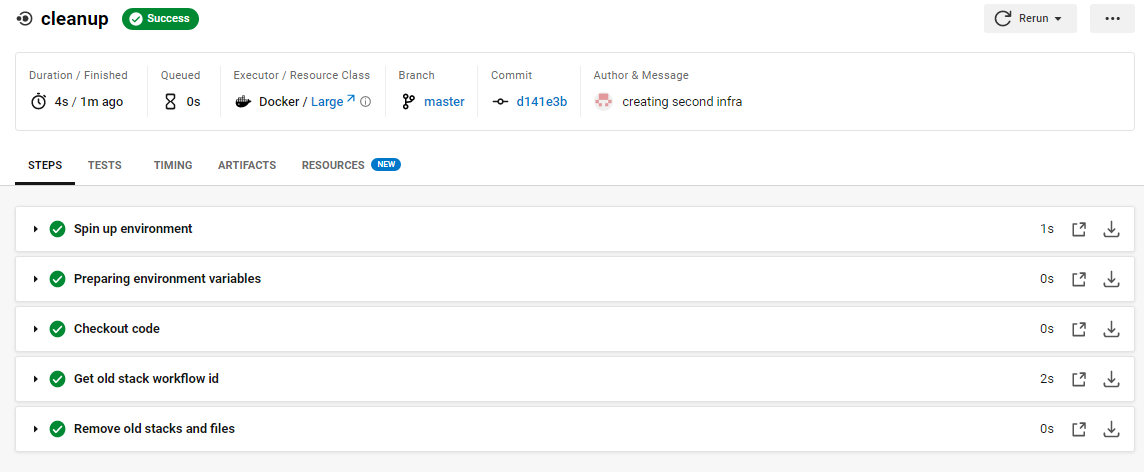 cleanup Success Rerun
Duration / Finished Queued Executor / Resource Class Branch Commit Author & Message
4s / 1m ago 0s Docker / Large master d141e3b creating second infra
STEPS TESTS TIMING ARTIFACTS RESOURCES NEW
Spin up environment 1s
Preparing environment variables 0s
Checkout code 0s
Get old stack workflow id 2s
Remove old stacks and files 0s